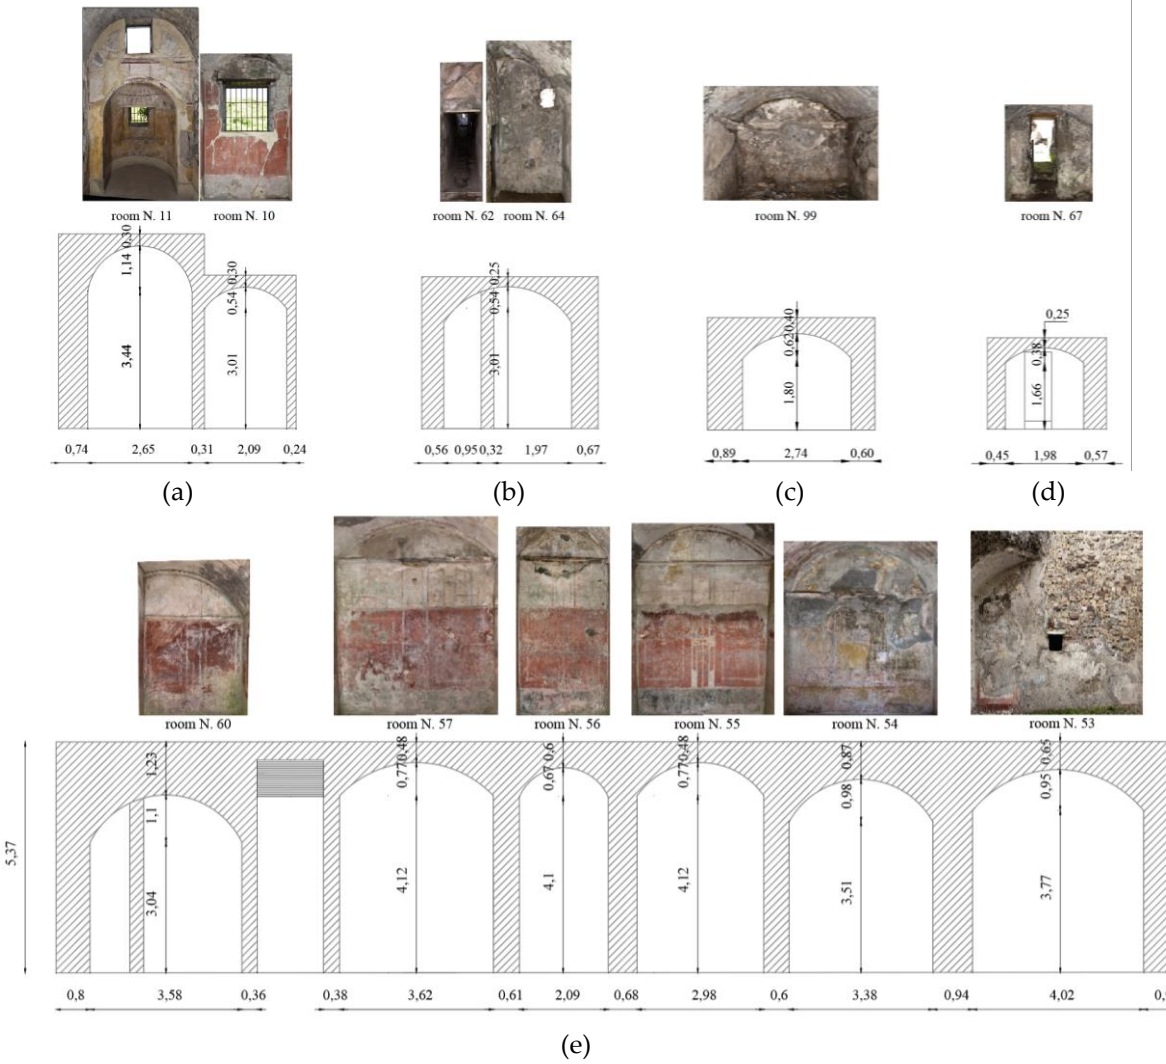 room N. 11
room N. 10
room N. 62
room N. 64
room N. 99
room N. 67
0,30
1,14
3,44
0,30
0,54
3,01
0,25
0,54
3,01
0,40
0,62
1,80
0,25
0,38
1,66
0,74 2,65 0,31 2,09 0,24
0,56 0,95 0,32 1,97 0,67
0,89 2,74 0,60
0,45 1,98 0,57
(a)
(b)
(c)
(d)
room N. 60
room N. 57
room N. 56
room N. 55
room N. 54
room N. 53
5,37
1,23
1,1
3,04
0,48
0,77
4,12
0,6
0,67
4,1
0,48
0,77
4,12
0,87
0,98
3,51
0,65
0,95
3,77
0,8 3,58 0,36 0,38 3,62 0,61 2,09 0,68 2,98 0,6 3,38 0,94 4,02
(e)